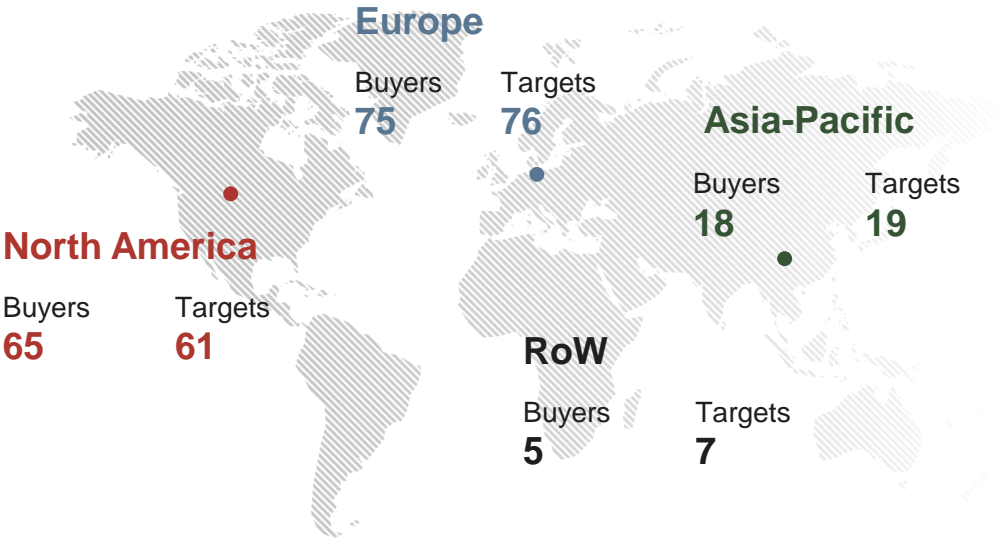 Europe
Buyers Targets
75 76
Asia-Pacific
Buyers Targets
18 19
North America
Buyers Targets
65 61
RoW
Buyers Targets
5 7